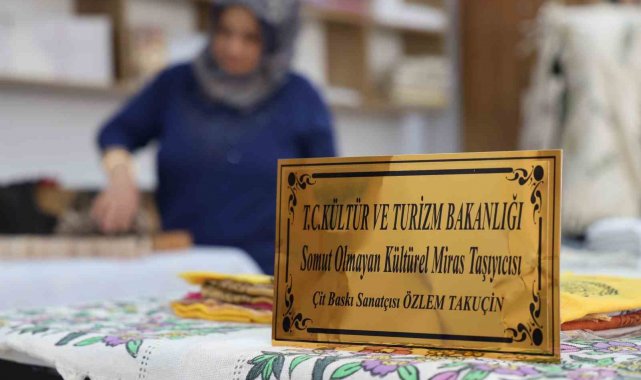 T.C.KÜLTÜR VE TURİZM BAKANLIĞI
Somut Olmayan Kültürel Miras Taşıyıcısı
Çit Baskı Sanatçısı ÖZLEM TAKUÇİN